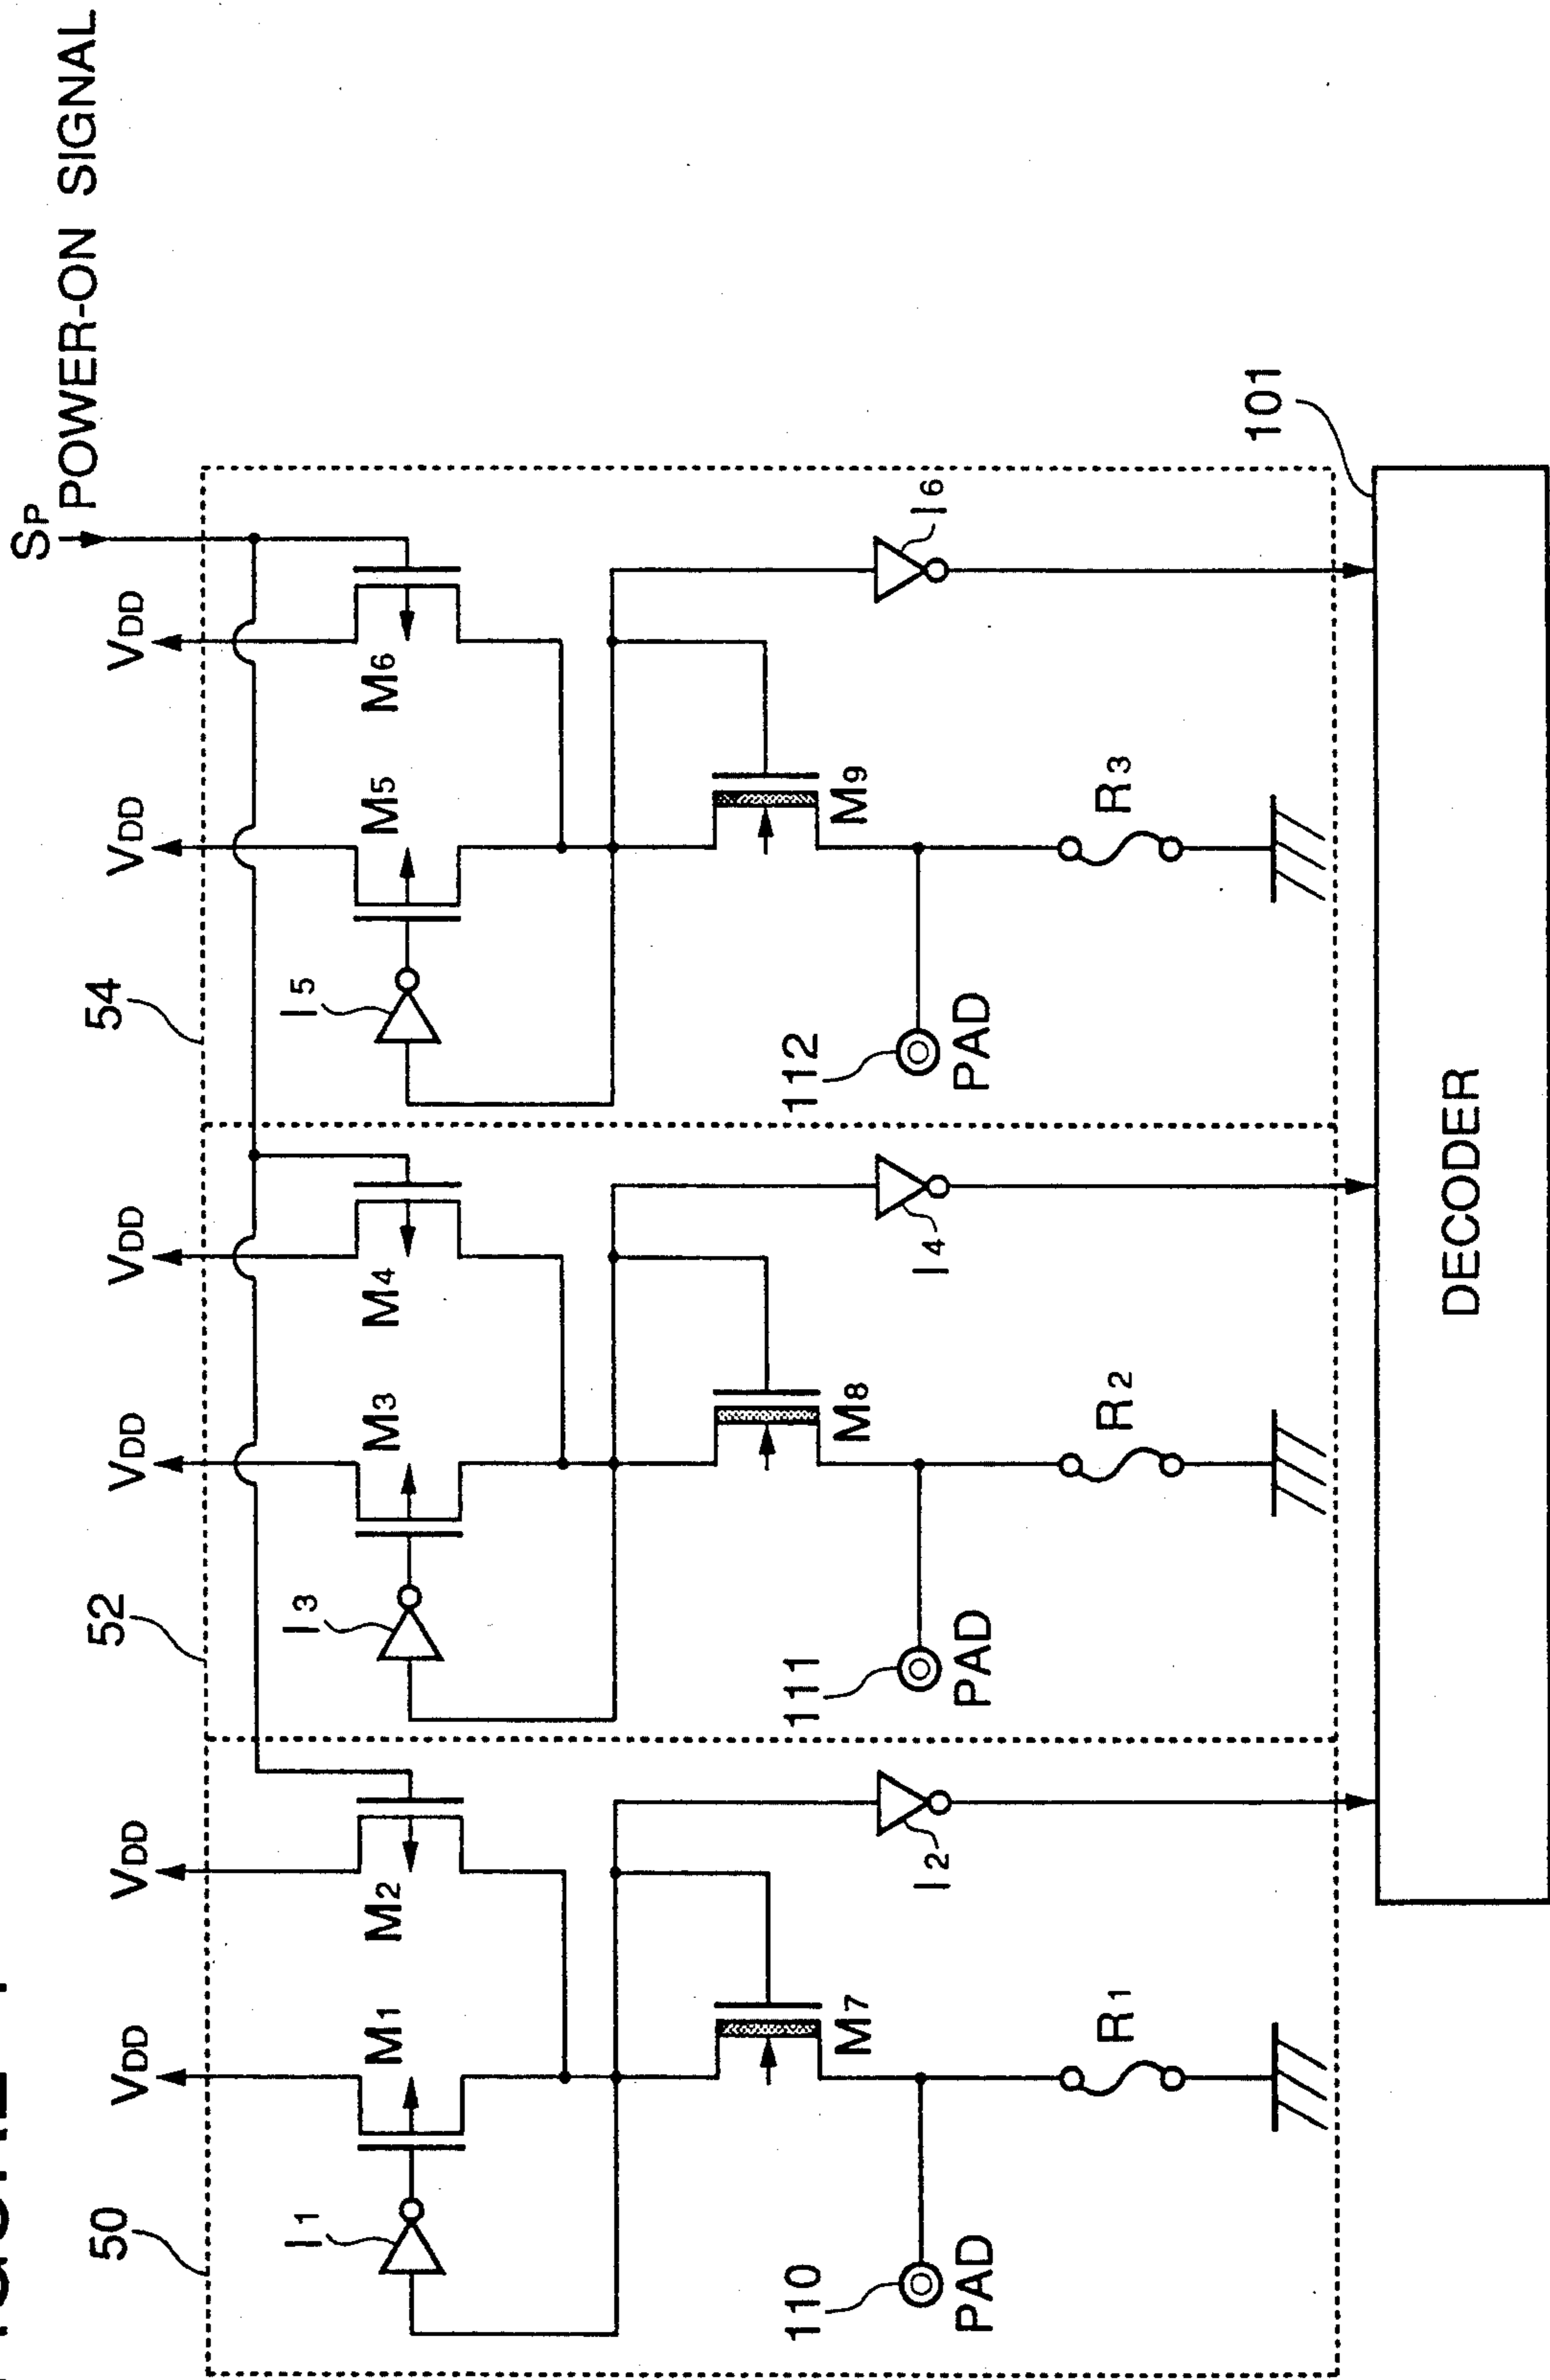 SP
POWER-ON SIGNAL
VDD
VDD
VDD
VDD
VDD
VDD
50
52
54
M1
M2
M3
M4
M5
M6
I1
I3
I5
110
PAD
M7
I2
111
PAD
M8
I4
112
PAD
M9
I6
R1
R2
R3
101
DECODER